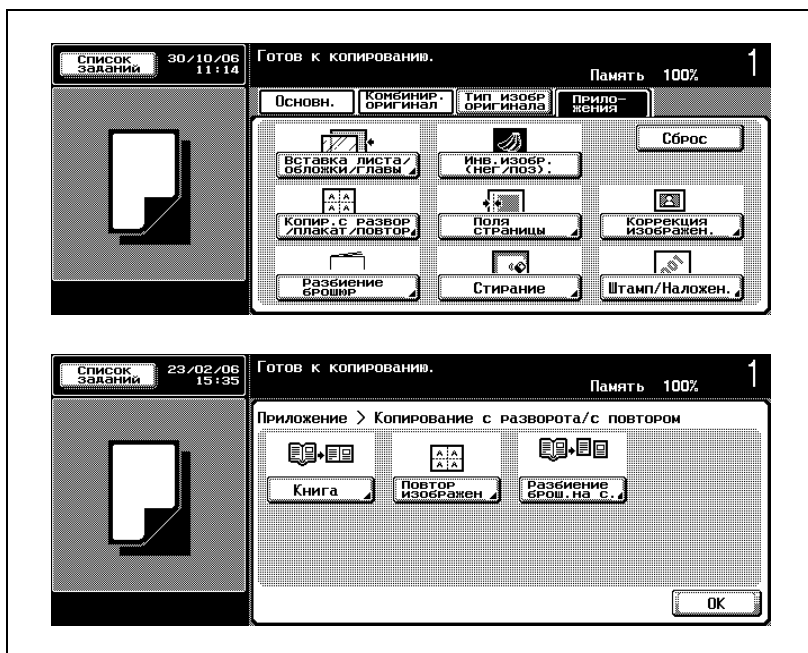 Список
заданий
30/10/06
11:14
Готов к копированию.
Память 100%
1
Основн.
Комбинир.
оригинал
Тип изобр
оригинала
Прило-
жения
Вставка листа/
обложки/главы
Инв.изобр.
(нег/поз).
Сброс
Копир.с развор
/плакат/повтор
Поля
страницы
Коррекция
изображен.
Разбиение
брошюр
Стирание
Штамп/Наложен.
Список
заданий
23/02/06
15:35
Готов к копированию.
Память 100%
1
Приложение > Копирование с разворота/с повтором
Книга
Повтор
изображен
Разбиение
брош.на с.
OK